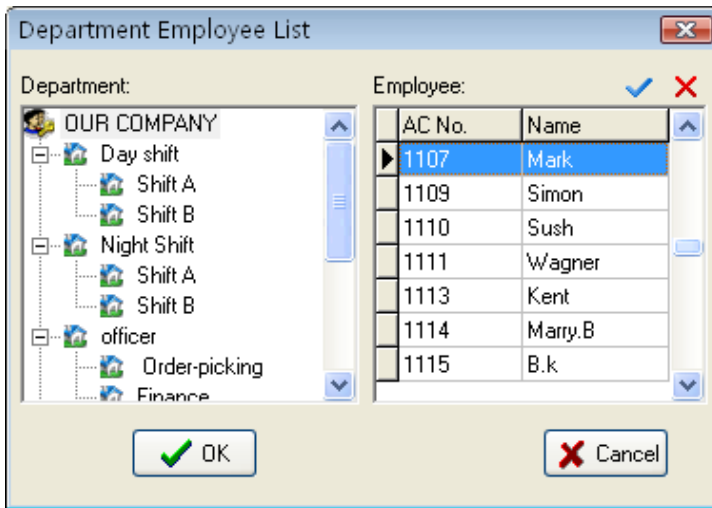 Department Employee List
Department:
OUR COMPANY
Day shift
Shift A
Shift B
Night Shift
Shift A
Shift B
officer
Order-picking
Finance
Employee:
AC No. Name
1107 Mark
1109 Simon
1110 Sush
1111 Wagner
1113 Kent
1114 Marry.B
1115 B.k
OK
Cancel